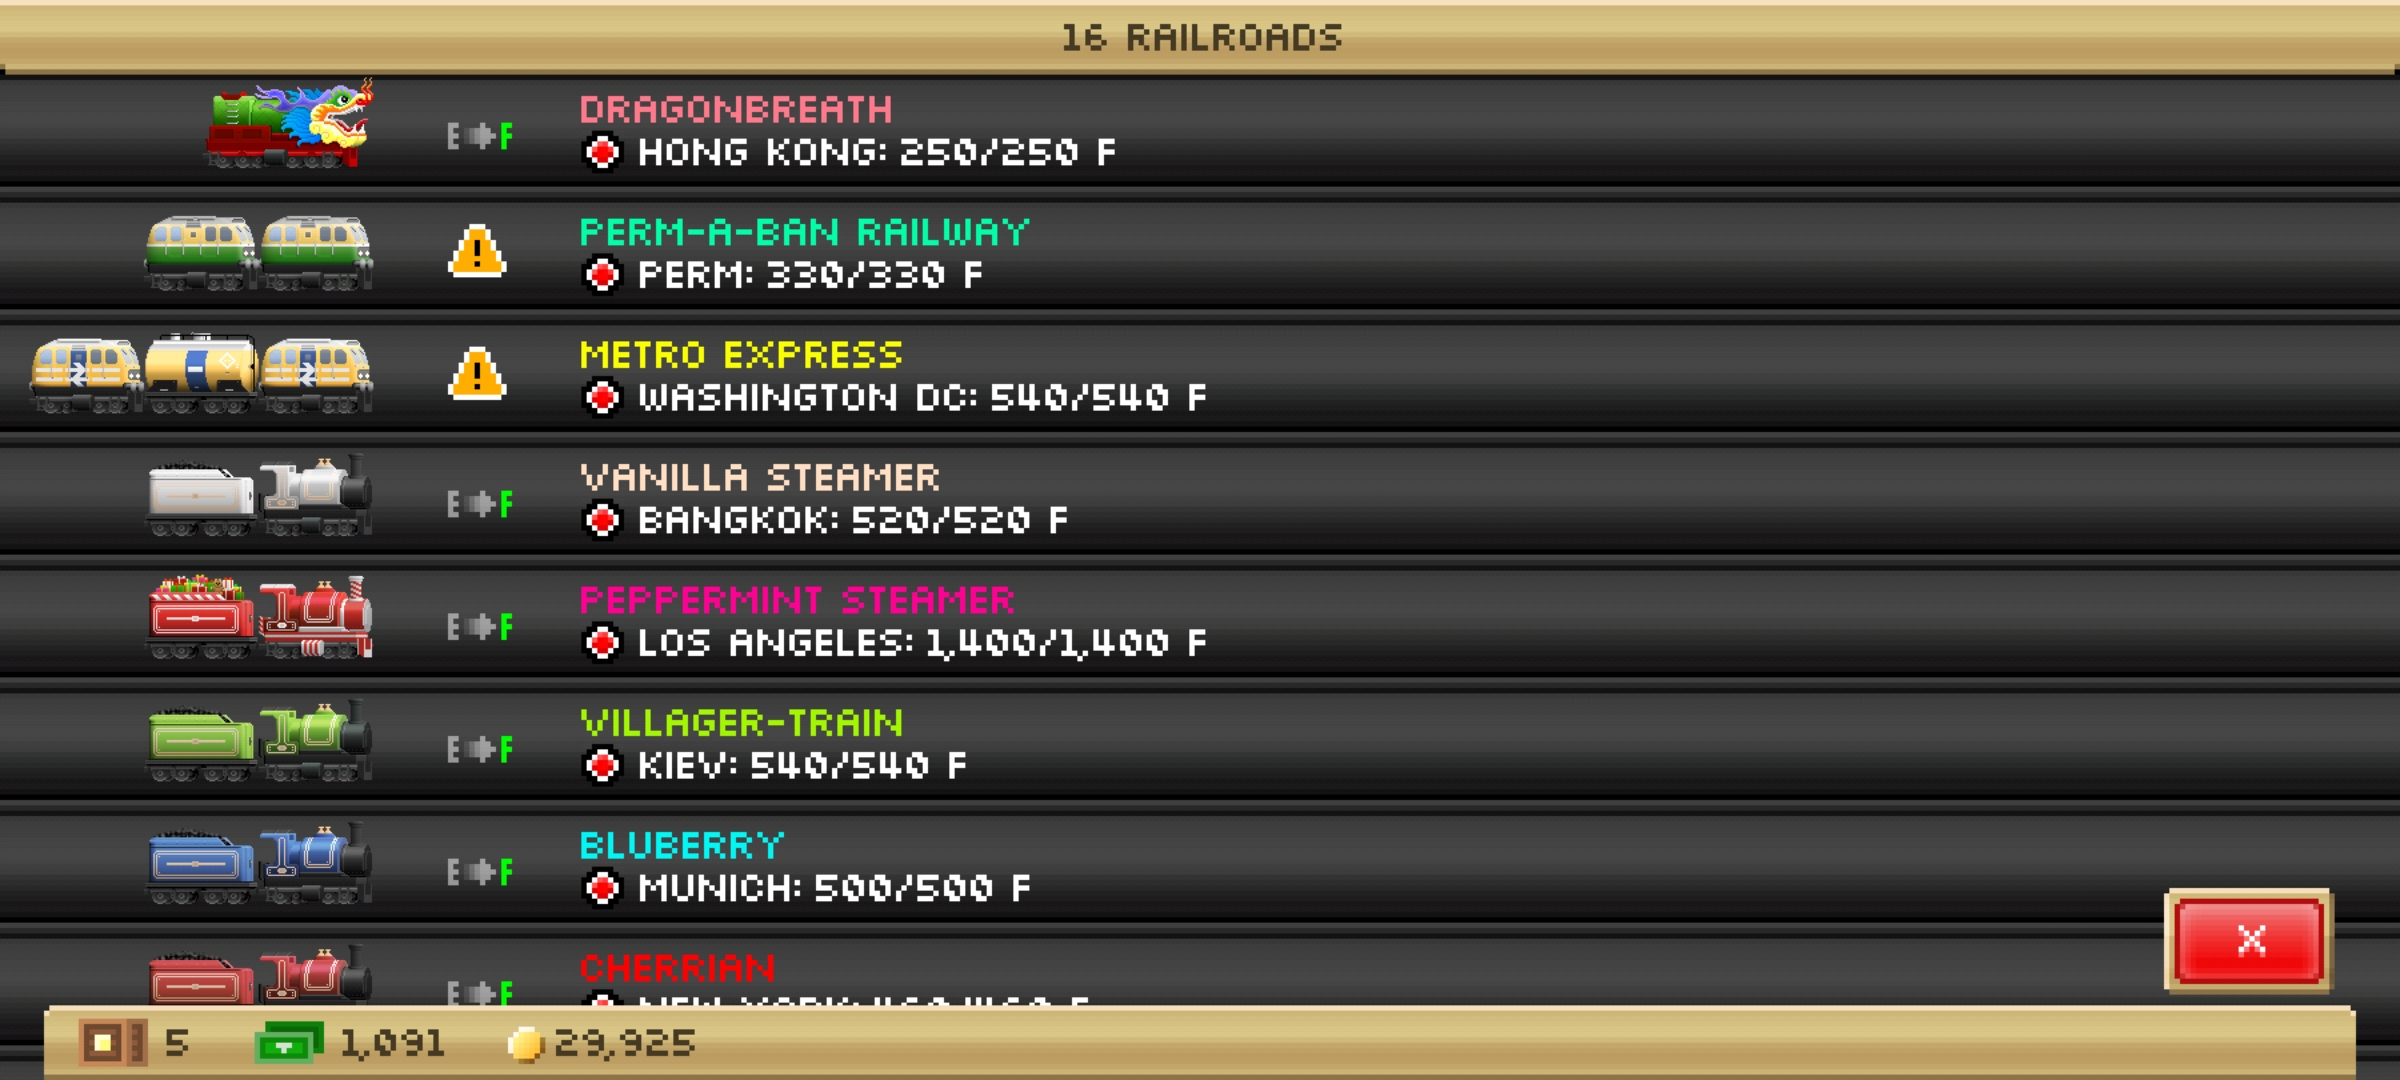 16 RAILROADS
DRAGONBREATH
E F
HONG KONG: 250/250 F
PERM-A-BAN RAILWAY
!
PERM: 330/330 F
METRO EXPRESS
!
WASHINGTON DC: 540/540 F
VANILLA STEAMER
E F
BANGKOK: 520/520 F
PEPPERMINT STEAMER
E F
LOS ANGELES: 1,400/1,400 F
VILLAGER-TRAIN
E F
KIEV: 540/540 F
BLUBERRY
E F
MUNICH: 500/500 F
CHERRIAN
E F
NEW YORK: F
X
5 1,091 29,925